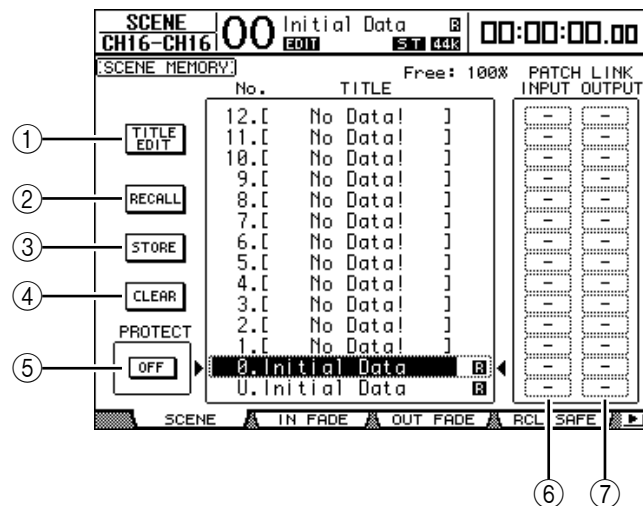 SCENE
CH16-CH16
00
Initial Data R
EDIT ST 44k
00:00:00.00
SCENE MEMORY
Free: 100%
PATCH LINK
No. TITLE INPUT OUTPUT
12.[ No Data! ] - -
11.[ No Data! ] - -
10.[ No Data! ] - -
9.[ No Data! ] - -
8.[ No Data! ] - -
7.[ No Data! ] - -
6.[ No Data! ] - -
5.[ No Data! ] - -
4.[ No Data! ] - -
3.[ No Data! ] - -
2.[ No Data! ] - -
1.[ No Data! ] - -
0.Initial Data R - -
U.Initial Data R - -
① TITLE EDIT
② RECALL
③ STORE
④ CLEAR
PROTECT
⑤ OFF
SCENE IN FADE OUT FADE RCL SAFE
⑥ ⑦